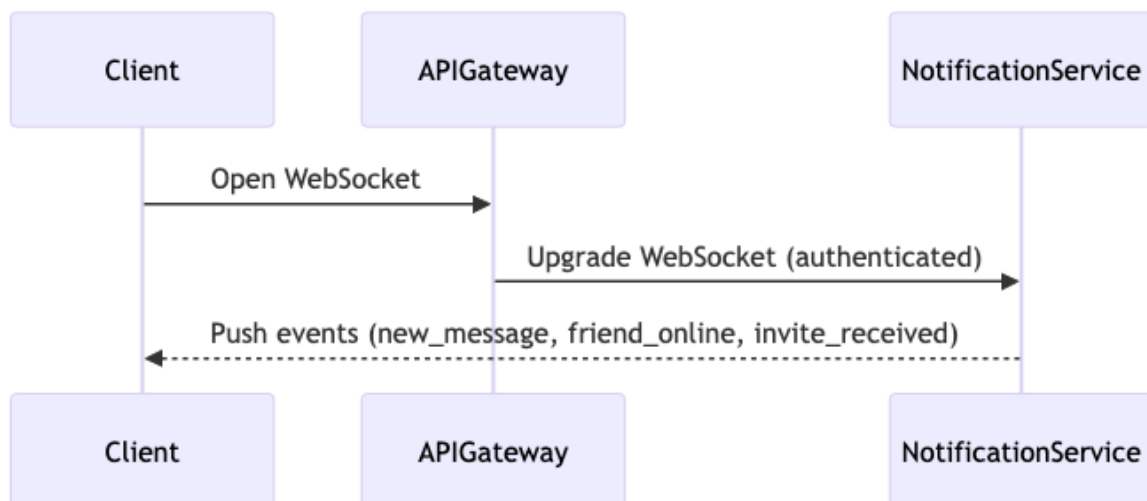 Client
APIGateway
NotificationService
Open WebSocket
Upgrade WebSocket (authenticated)
Push events (new_message, friend_online, invite_received)
Client
APIGateway
NotificationService